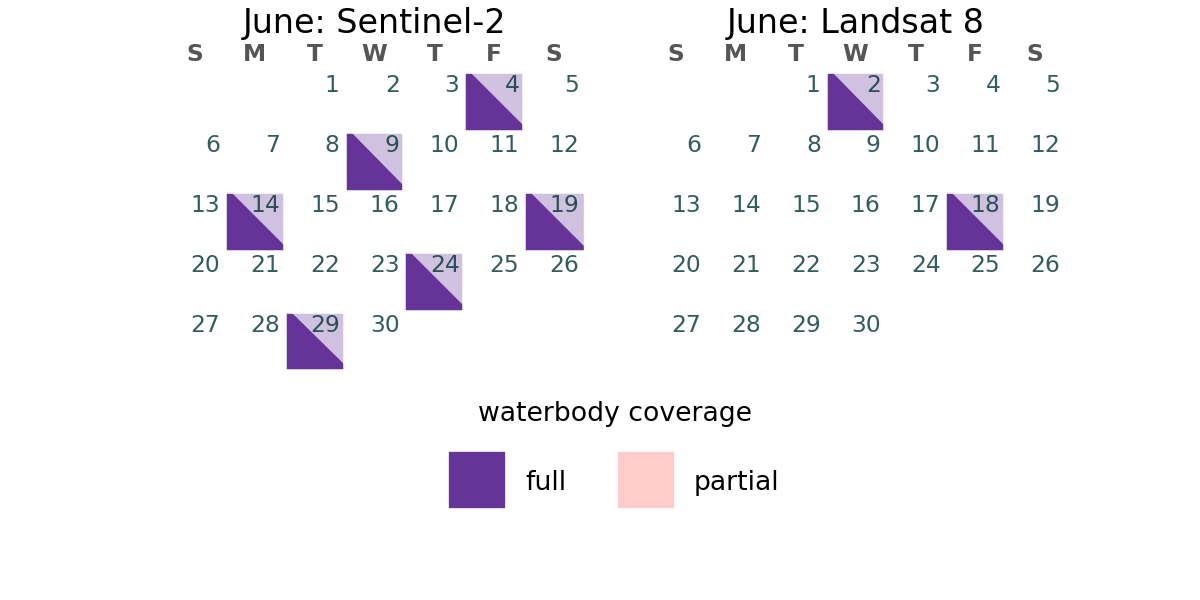 June: Sentinel-2
S M T W T F S
1 2 3 4 5
6 7 8 9 10 11 12
13 14 15 16 17 18 19
20 21 22 23 24 25 26
27 28 29 30
June: Landsat 8
S M T W T F S
1 2 3 4 5
6 7 8 9 10 11 12
13 14 15 16 17 18 19
20 21 22 23 24 25 26
27 28 29 30
waterbody coverage
full partial